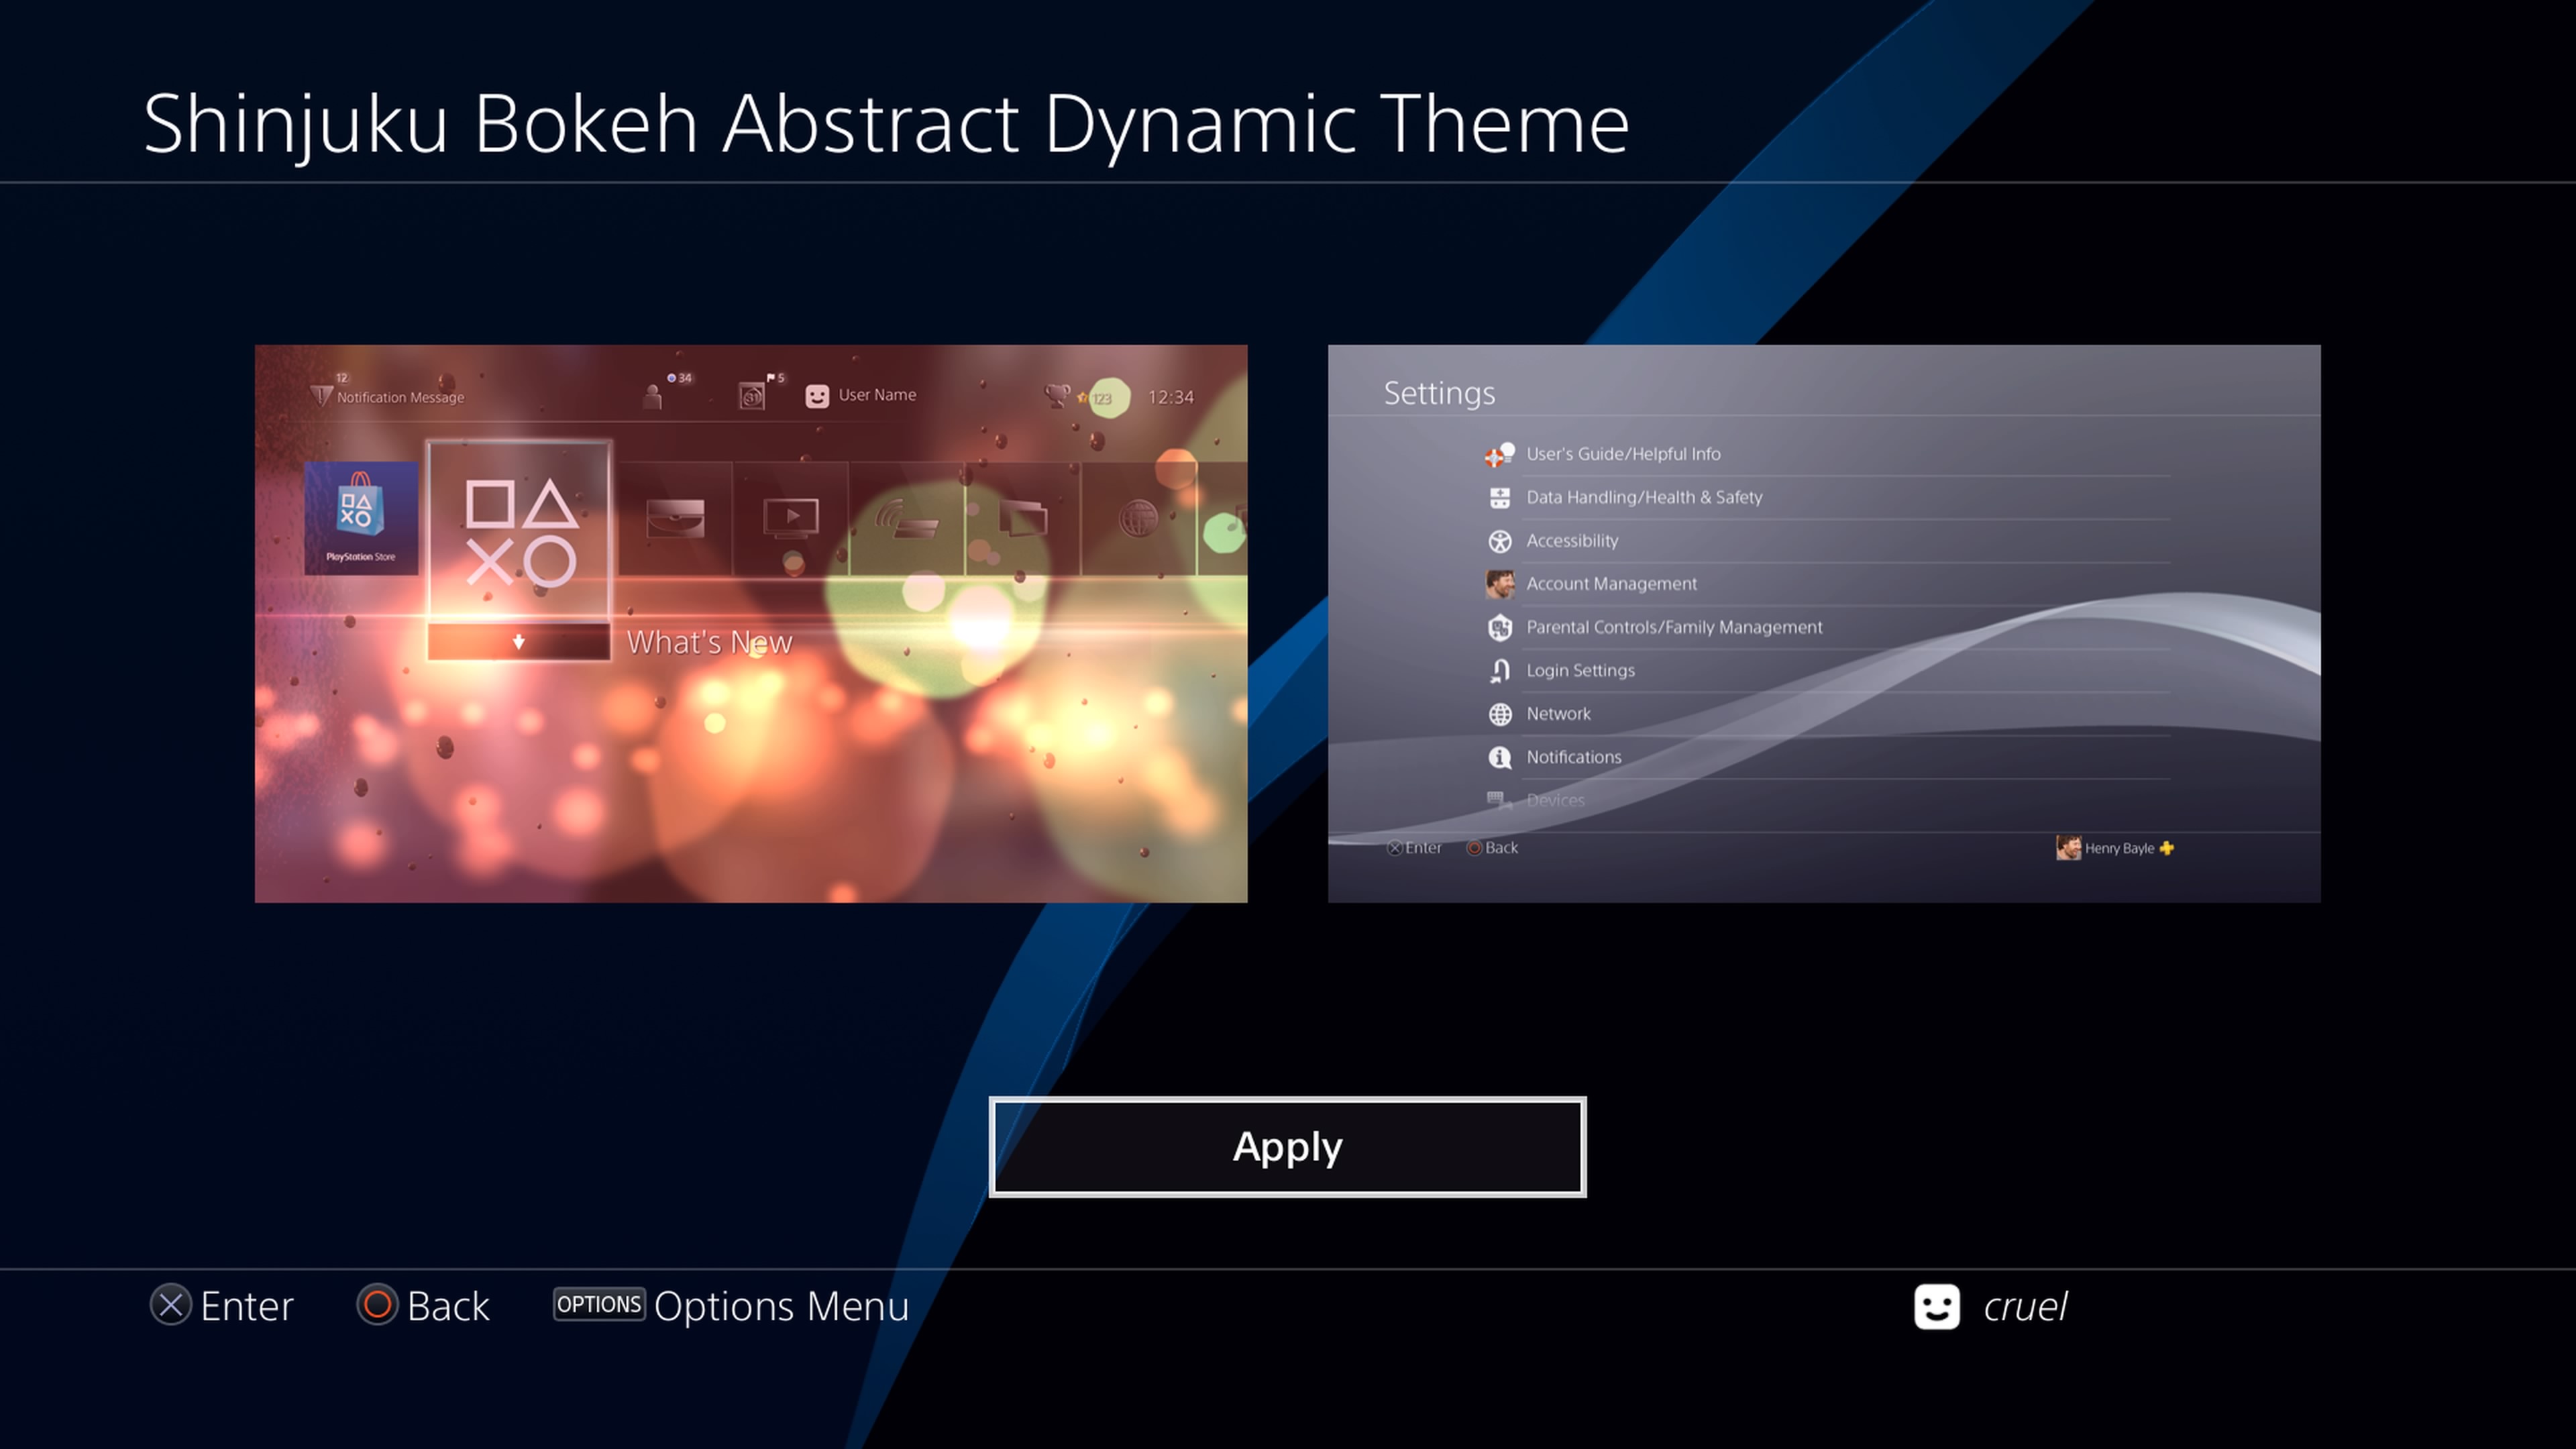 Shinjuku Bokeh Abstract Dynamic Theme
12
Notification Message
34
5
User Name
123
12:34
PlayStation Store
What's New
Settings
User's Guide/Helpful Info
Data Handling/Health & Safety
Accessibility
Account Management
Parental Controls/Family Management
Login Settings
Network
Notifications
Devices
Enter Back
Henry Bayle
Apply
Enter Back OPTIONS Options Menu
cruel